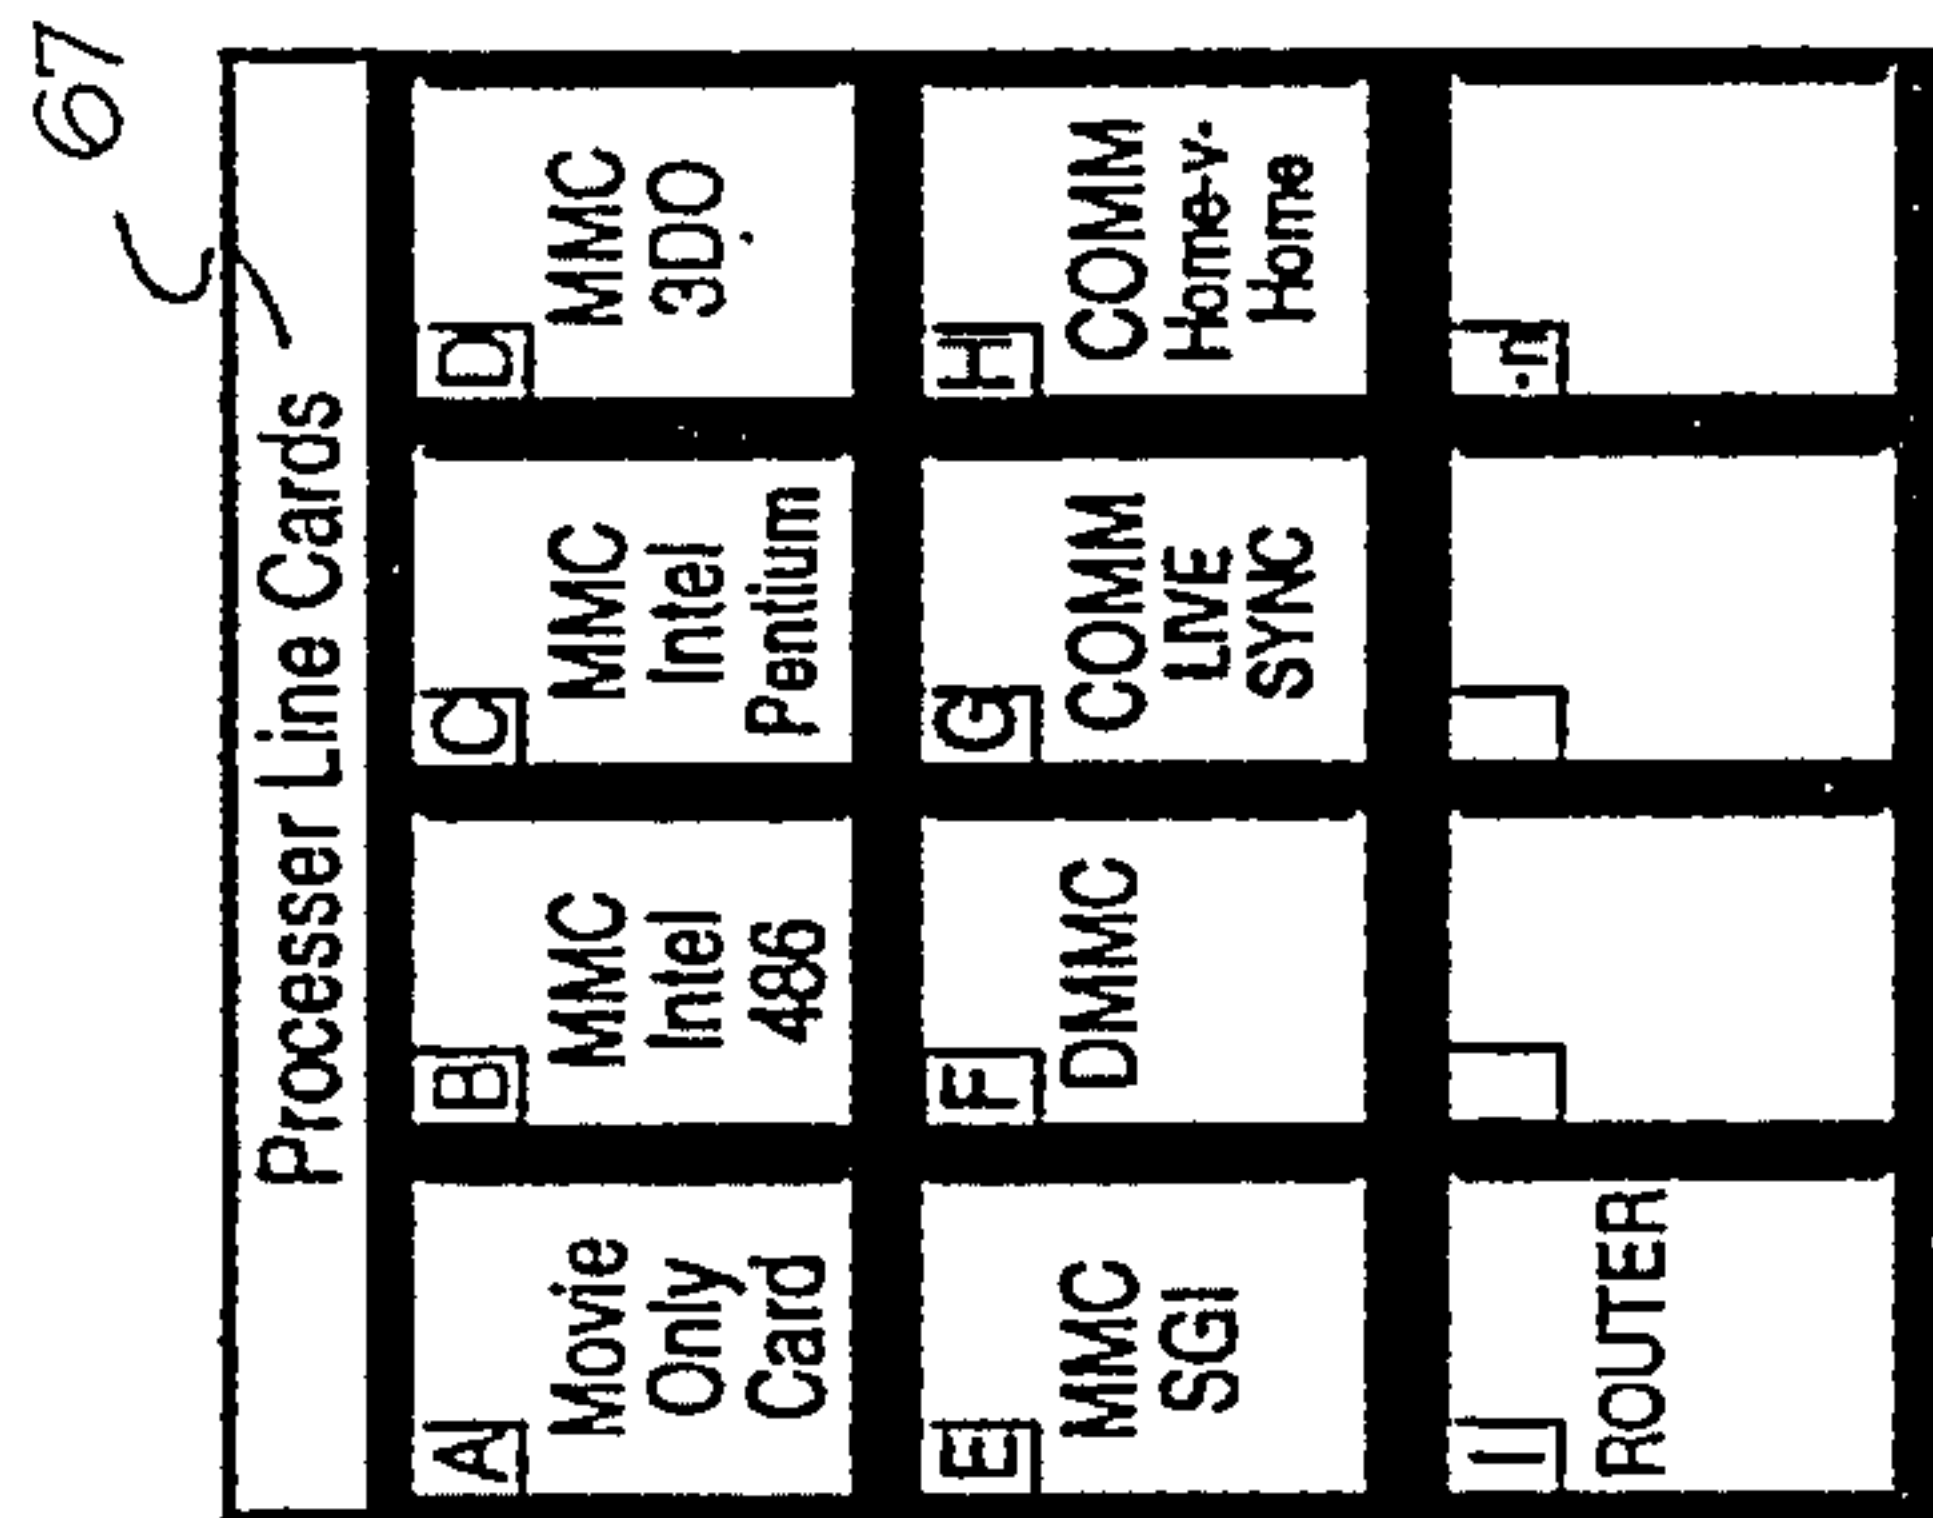 67
Processer Line Cards
A
Movie
Only
Card
B
MMC
Intel
486
C
MMC
Intel
Pentium
D
MMC
3DO
E
MMC
SGI
F
DMMC
G
COMM
LIVE
SYNC
H
COMM
Home-v-
Home
I
ROUTER
.n